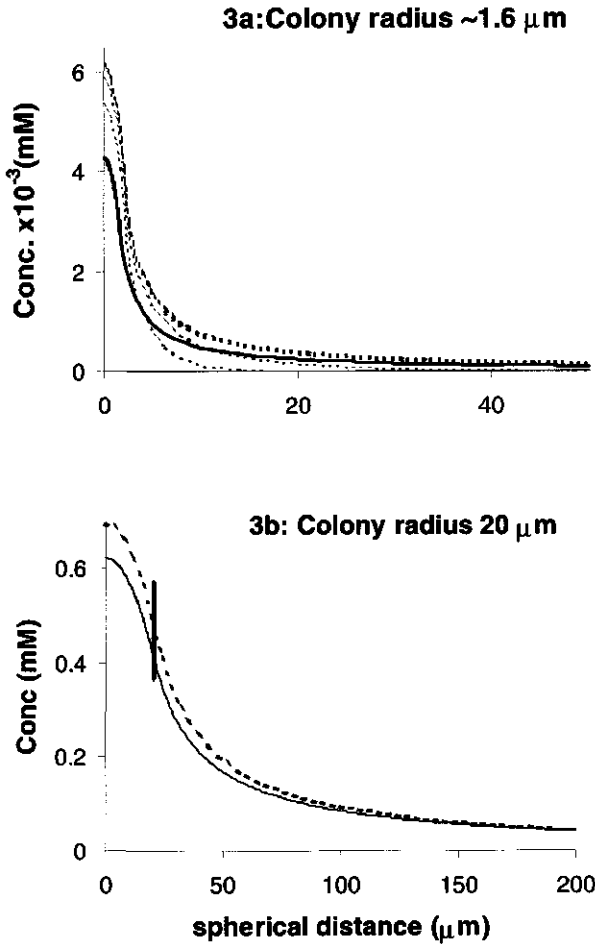 3a:Colony radius ~1.6 μm
Conc. x10⁻³(mM)
6
4
2
0
0 20 40
3b: Colony radius 20 μm
Conc (mM)
0.6
0.4
0.2
0
0 50 100 150 200
spherical distance (μm)